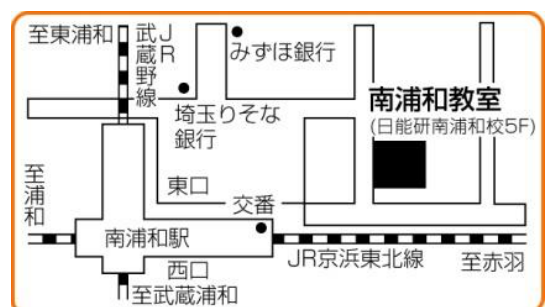 至東浦和
JR武蔵野線
みずほ銀行
埼玉りそな
銀行
南浦和教室
(日能研南浦和校5F)
至浦和
東口
交番
南浦和駅
西口
JR京浜東北線
至赤羽
至武蔵浦和